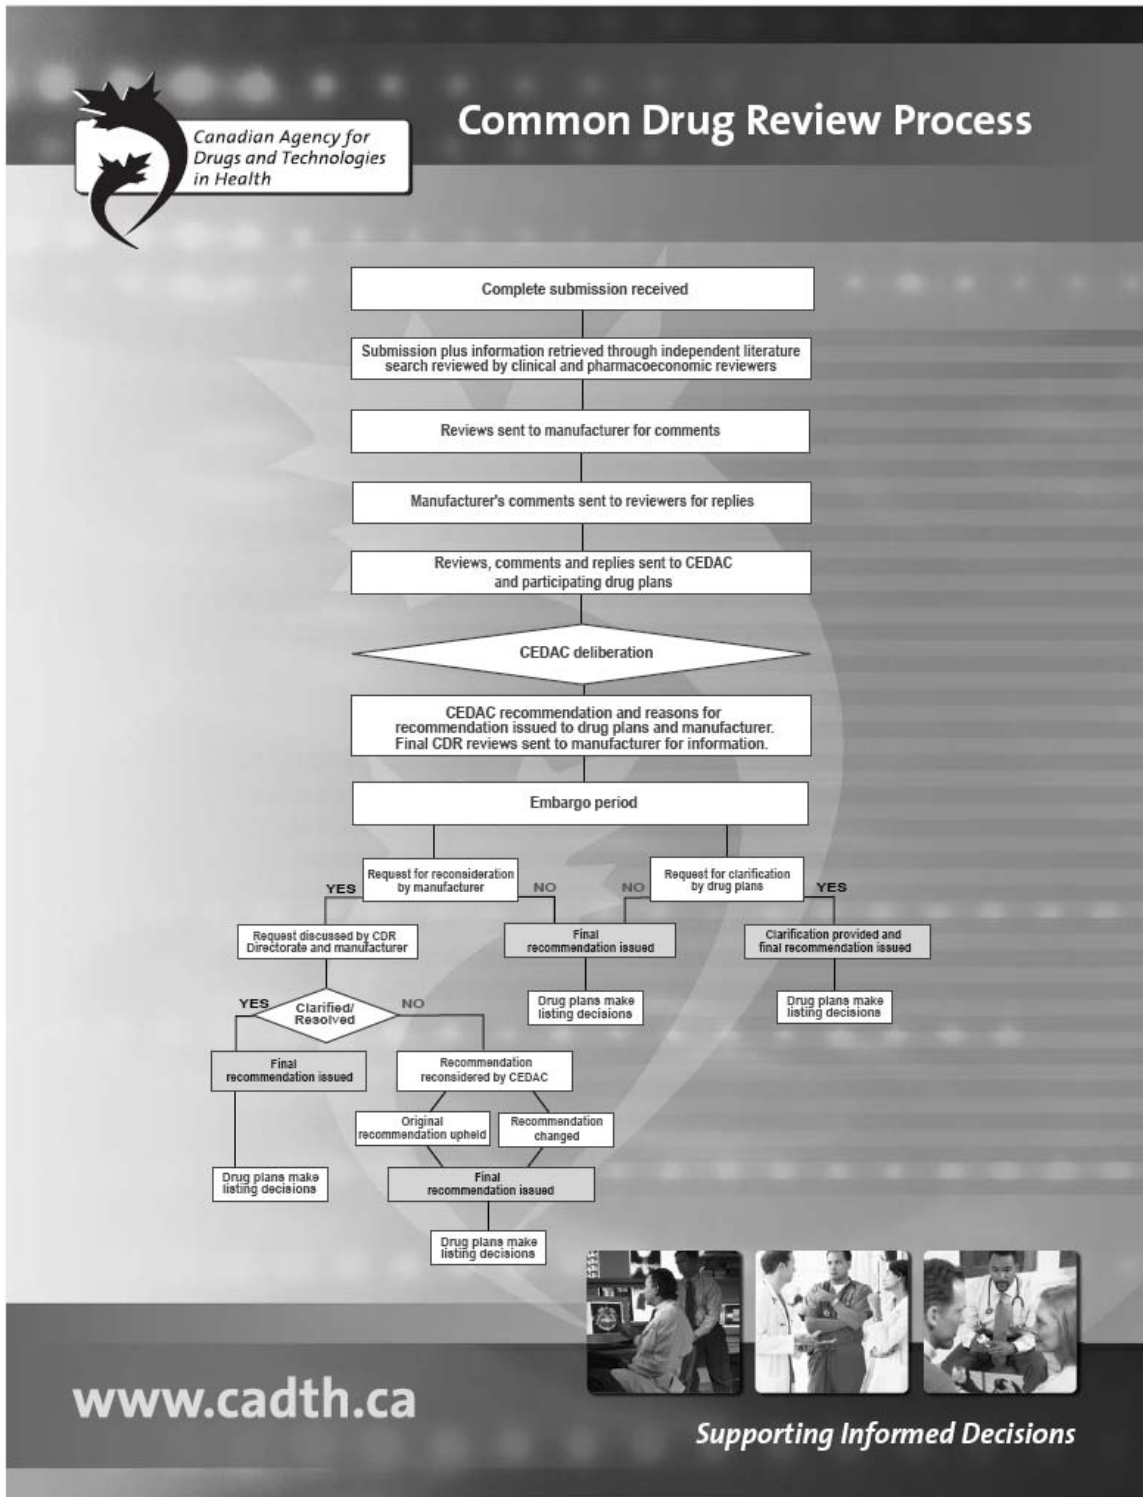 Canadian Agency for
Drugs and Technologies
in Health
Common Drug Review Process
Complete submission received
Submission plus information retrieved through independent literature
search reviewed by clinical and pharmacoeconomic reviewers
Reviews sent to manufacturer for comments
Manufacturer's comments sent to reviewers for replies
Reviews, comments and replies sent to CEDAC
and participating drug plans
CEDAC deliberation
CEDAC recommendation and reasons for
recommendation issued to drug plans and manufacturer.
Final CDR reviews sent to manufacturer for information.
Embargo period
Request for reconsideration
by manufacturer
Request for clarification
by drug plans
YES
NO
NO
YES
Request discussed by CDR
Directorate and manufacturer
Final
recommendation issued
Clarification provided and
final recommendation issued
YES
Clarified/
Resolved
NO
Drug plans make
listing decisions
Drug plans make
listing decisions
Final
recommendation issued
Recommendation
reconsidered by CEDAC
Original
recommendation upheld
Recommendation
changed
Drug plans make
listing decisions
Final
recommendation issued
Drug plans make
listing decisions
www.cadth.ca
Supporting Informed Decisions